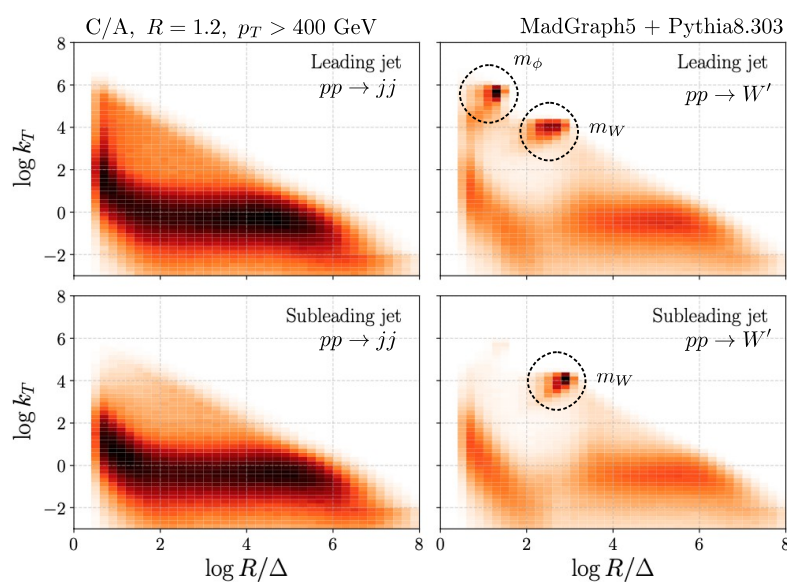 C/A, R = 1.2, p_T > 400 GeV
MadGraph5 + Pythia8.303
8
6
4
2
0
−2
log k_T
Leading jet
pp → jj
Leading jet
pp → W′
m_ϕ
m_W
8
6
4
2
0
−2
log k_T
Subleading jet
pp → jj
Subleading jet
pp → W′
m_W
0 2 4 6 8
0 2 4 6 8
log R/Δ
log R/Δ